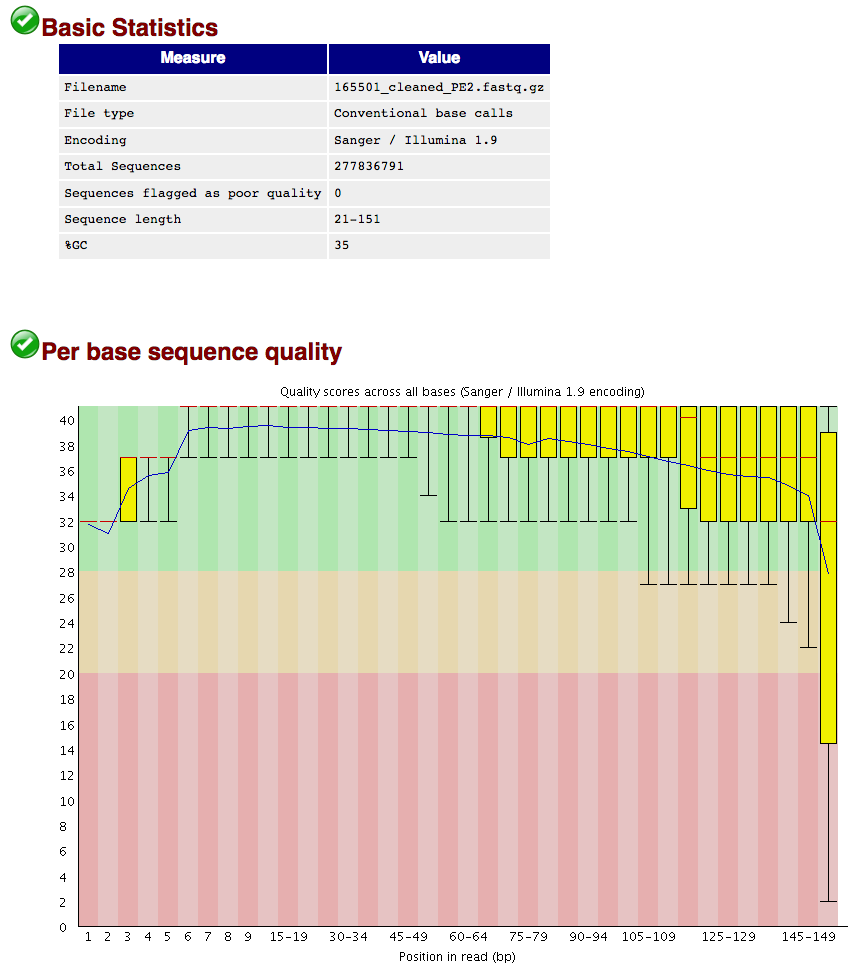 Basic Statistics
Measure Value
Filename 165501_cleaned_PE2.fastq.gz
File type Conventional base calls
Encoding Sanger / Illumina 1.9
Total Sequences 277836791
Sequences flagged as poor quality 0
Sequence length 21-151
%GC 35
Per base sequence quality
Quality scores across all bases (Sanger / Illumina 1.9 encoding)
40
38
36
34
32
30
28
26
24
22
20
18
16
14
12
10
8
6
4
2
0
1 2 3 4 5 6 7 8 9 15-19 30-34 45-49 60-64 75-79 90-94 105-109 125-129 145-149
Position in read (bp)